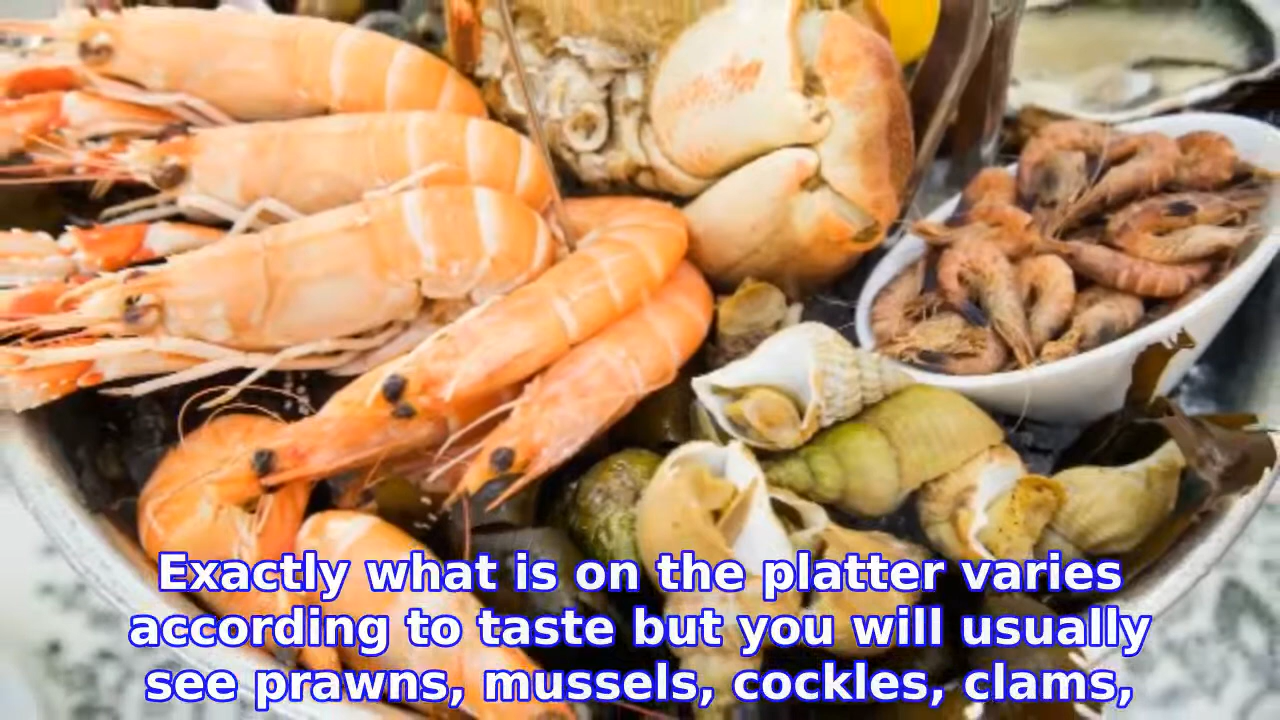 Exactly what is on the platter varies
according to taste but you will usually
see prawns, mussels, cockles, clams,